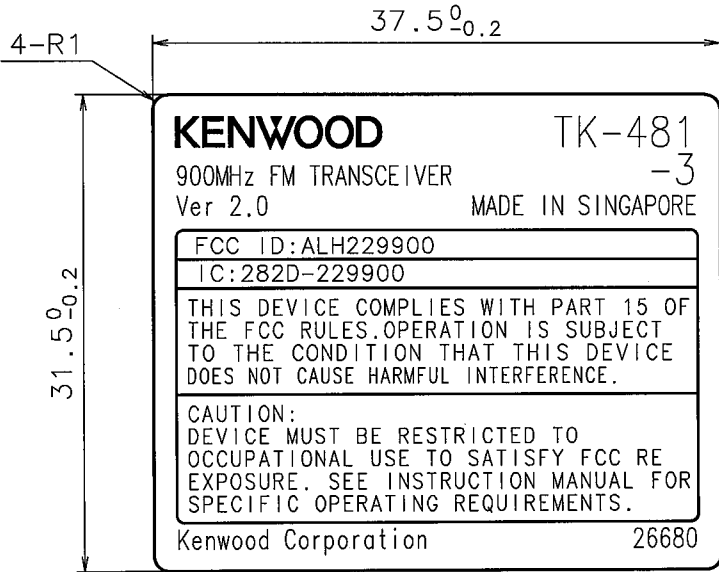 37.5 0 -0.2
4-R1
KENWOOD TK-481
900MHz FM TRANSCEIVER -3
Ver 2.0 MADE IN SINGAPORE
31.5 0 -0.2
FCC ID:ALH229900
IC:282D-229900
THIS DEVICE COMPLIES WITH PART 15 OF
THE FCC RULES.OPERATION IS SUBJECT
TO THE CONDITION THAT THIS DEVICE
DOES NOT CAUSE HARMFUL INTERFERENCE.
CAUTION:
DEVICE MUST BE RESTRICTED TO
OCCUPATIONAL USE TO SATISFY FCC RE
EXPOSURE. SEE INSTRUCTION MANUAL FOR
SPECIFIC OPERATING REQUIREMENTS.
Kenwood Corporation 26680